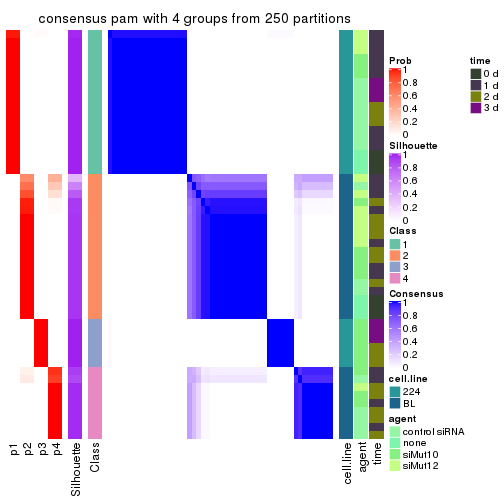 consensus pam with 4 groups from 250 partitions
Prob
1
0.8
0.6
0.4
0.2
0
time
0 d
1 d
2 d
3 d
Silhouette
1
0.8
0.6
0.4
0.2
0
Class
1
2
3
4
Consensus
1
0.8
0.6
0.4
0.2
0
cell.line
224
BL
agent
control siRNA
none
siMut10
siMut12
p1
p2
p3
p4
Silhouette
Class
cell.line
agent
time